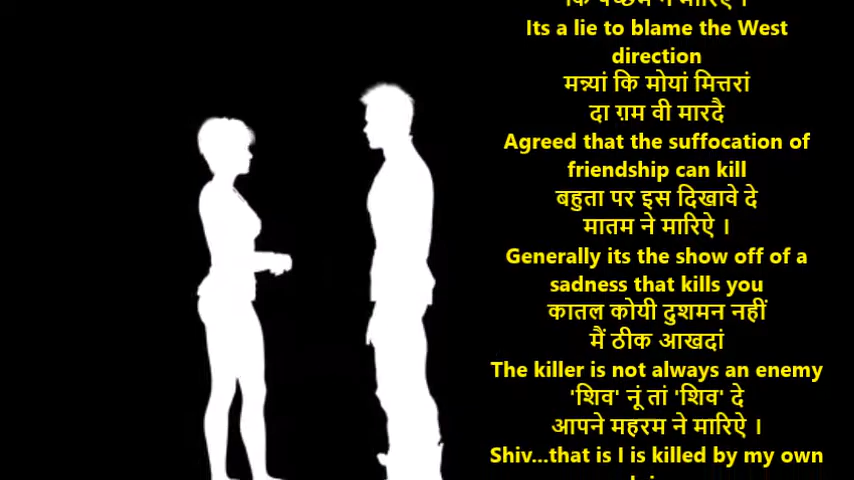 कि पच्छम ने मारिऐ ।
Its a lie to blame the West
direction
मन्न्यां कि मोयां मित्तरां
दा ग़म वी मारदै
Agreed that the suffocation of
friendship can kill
बहुता पर इस दिखावे दे
मातम ने मारिऐ ।
Generally its the show off of a
sadness that kills you
कातल कोयी दुशमन नहीं
मैं ठीक आखदां
The killer is not always an enemy
'शिव' नूं तां 'शिव' दे
आपने महरम ने मारिऐ ।
Shiv...that is I is killed by my own